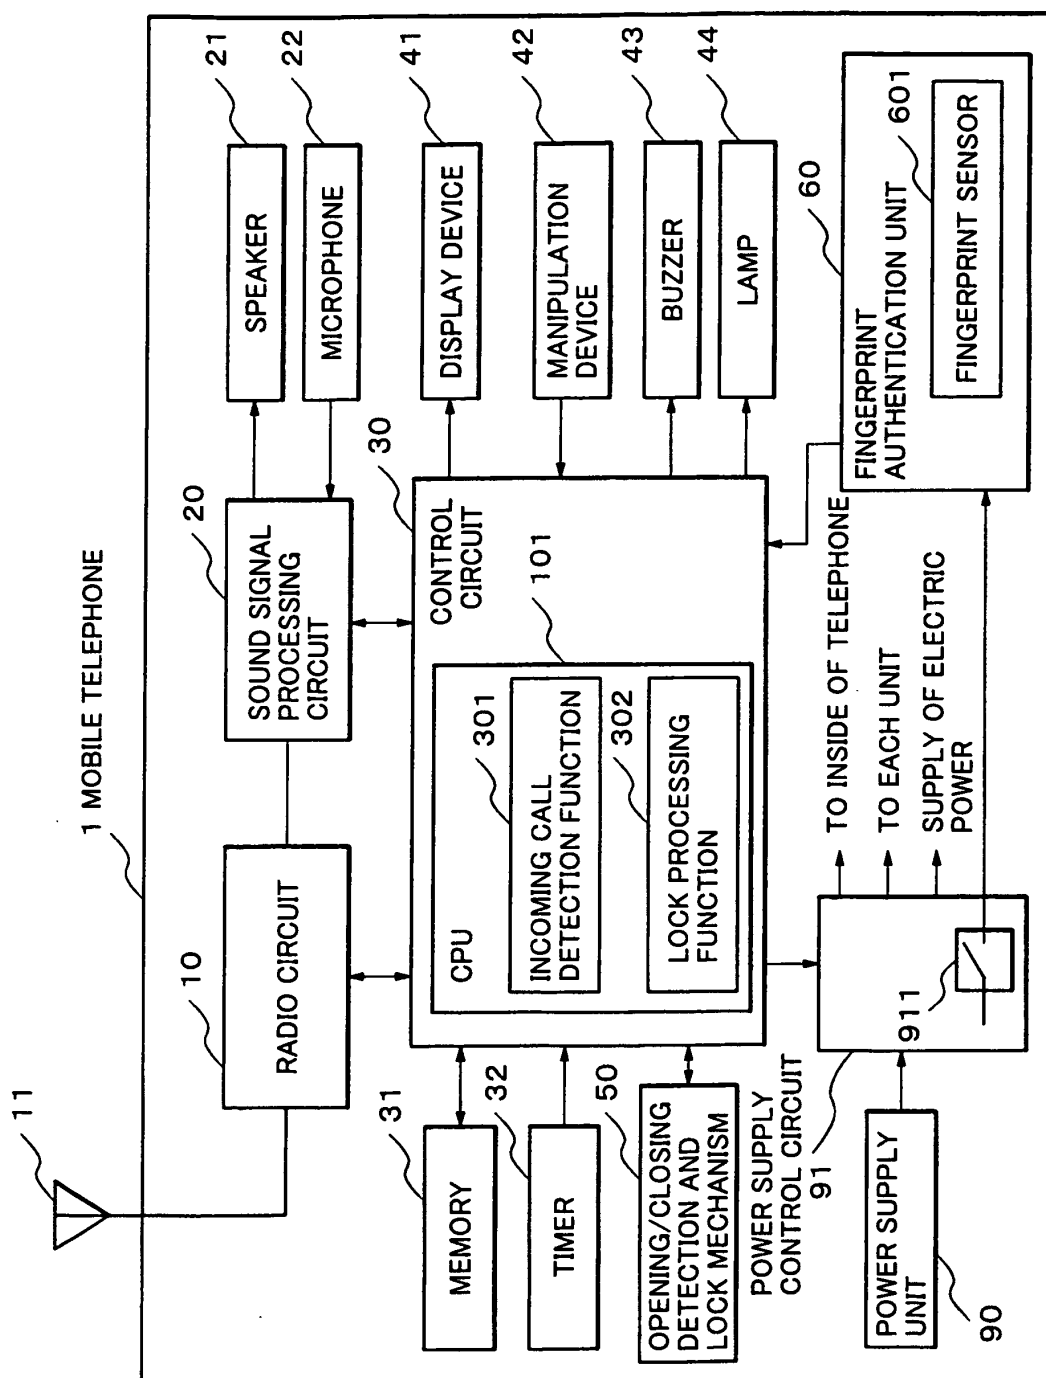 1 MOBILE TELEPHONE
11
10
RADIO CIRCUIT
20
SOUND SIGNAL
PROCESSING
CIRCUIT
21
SPEAKER
22
MICROPHONE
30
CONTROL
CIRCUIT
101
CPU
301
INCOMING CALL
DETECTION FUNCTION
302
LOCK PROCESSING
FUNCTION
31
MEMORY
32
TIMER
50
OPENING/CLOSING
DETECTION AND
LOCK MECHANISM
41
DISPLAY DEVICE
42
MANIPULATION
DEVICE
43
BUZZER
44
LAMP
POWER SUPPLY
CONTROL CIRCUIT
91
911
POWER SUPPLY
UNIT
90
TO INSIDE OF TELEPHONE
TO EACH UNIT
SUPPLY OF ELECTRIC
POWER
60
FINGERPRINT
AUTHENTICATION UNIT
601
FINGERPRINT SENSOR